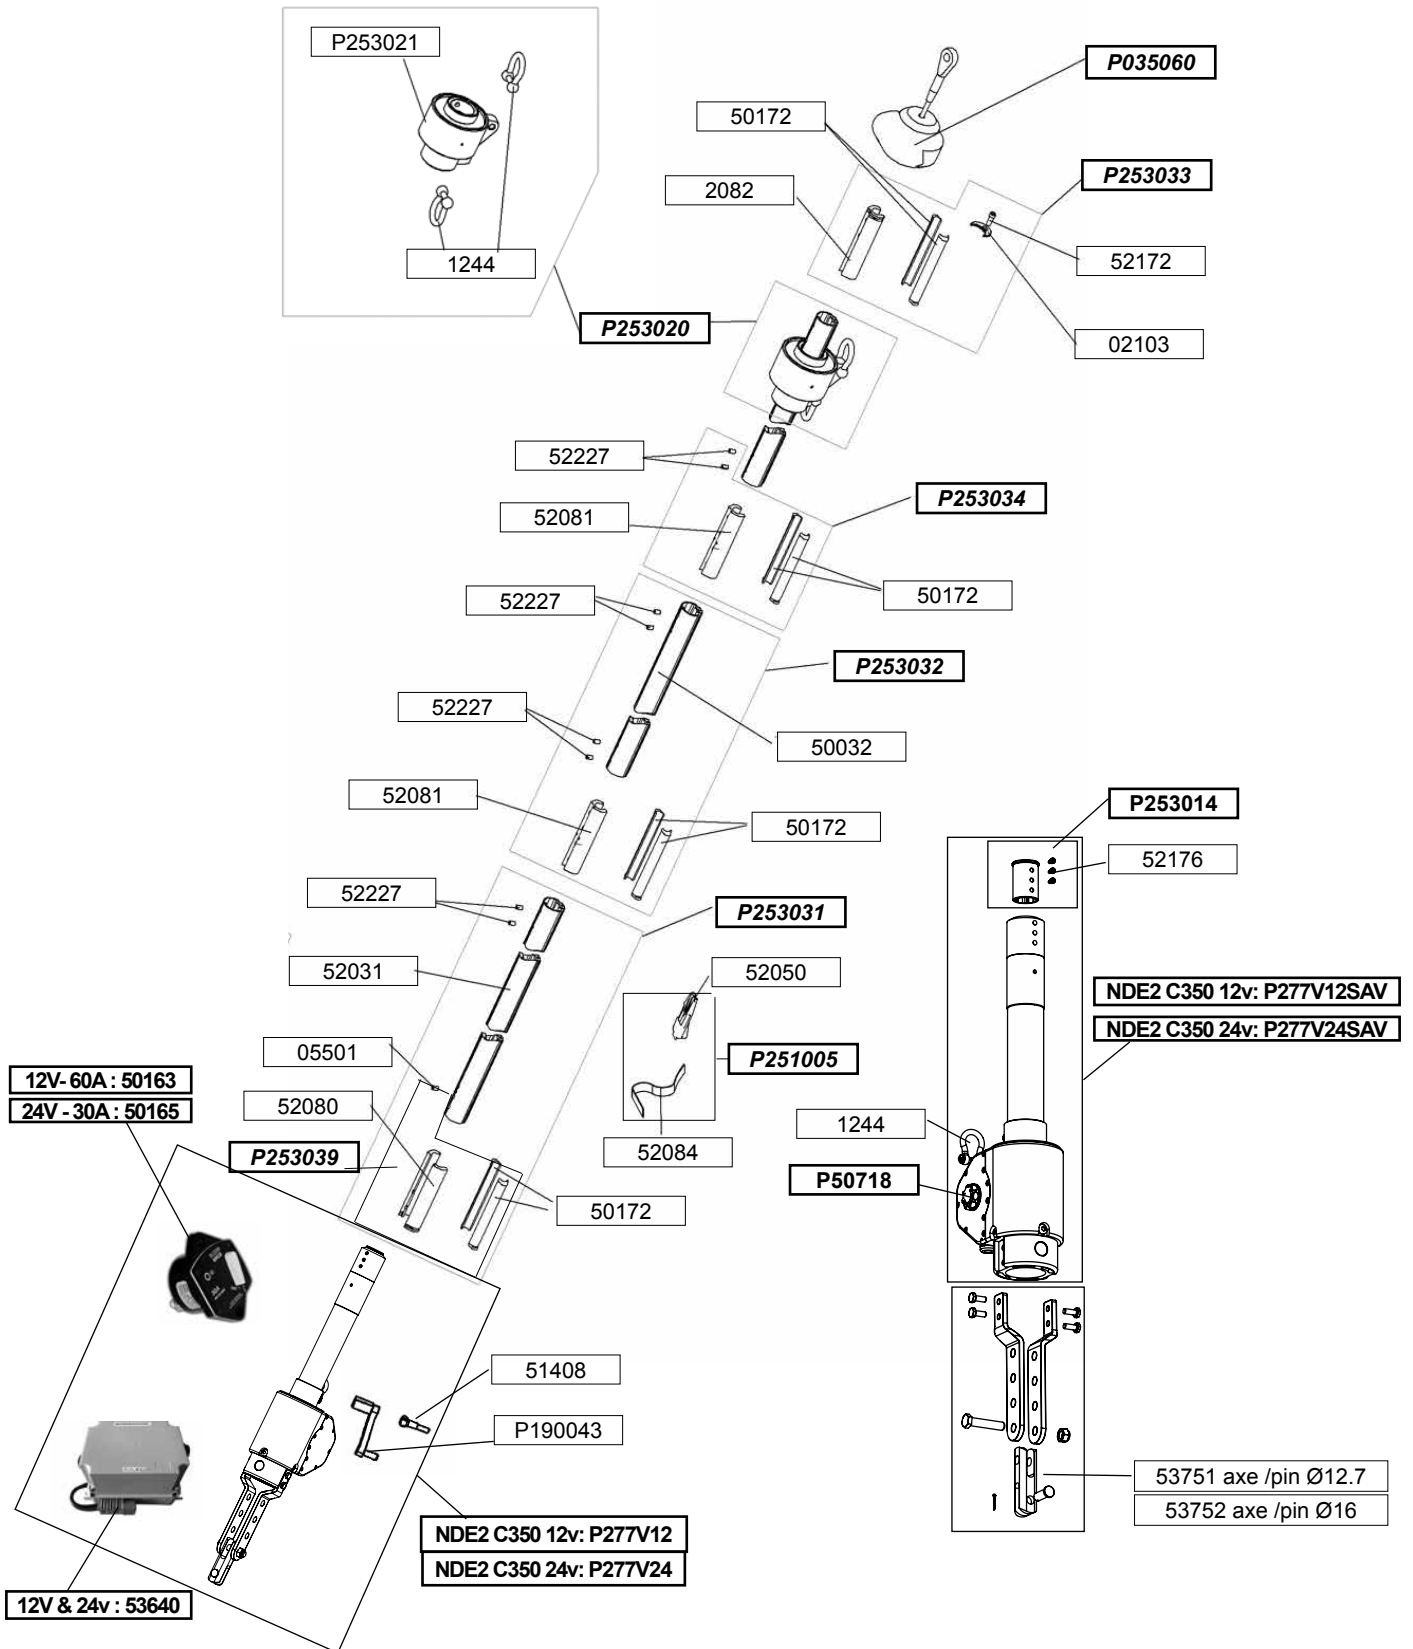 P253021
P035060
50172
P253033
2082
1244
52172
P253020
02103
52227
P253034
52081
50172
52227
P253032
52227
50032
52081
50172
P253014
52176
52227
P253031
52031
52050
NDE2 C350 12v: P277V12SAV
NDE2 C350 24v: P277V24SAV
05501
P251005
12V- 60A : 50163
24V - 30A : 50165
52080
1244
P253039
52084
P50718
50172
51408
P190043
53751 axe /pin Ø12.7
53752 axe /pin Ø16
NDE2 C350 12v: P277V12
NDE2 C350 24v: P277V24
12V & 24v : 53640